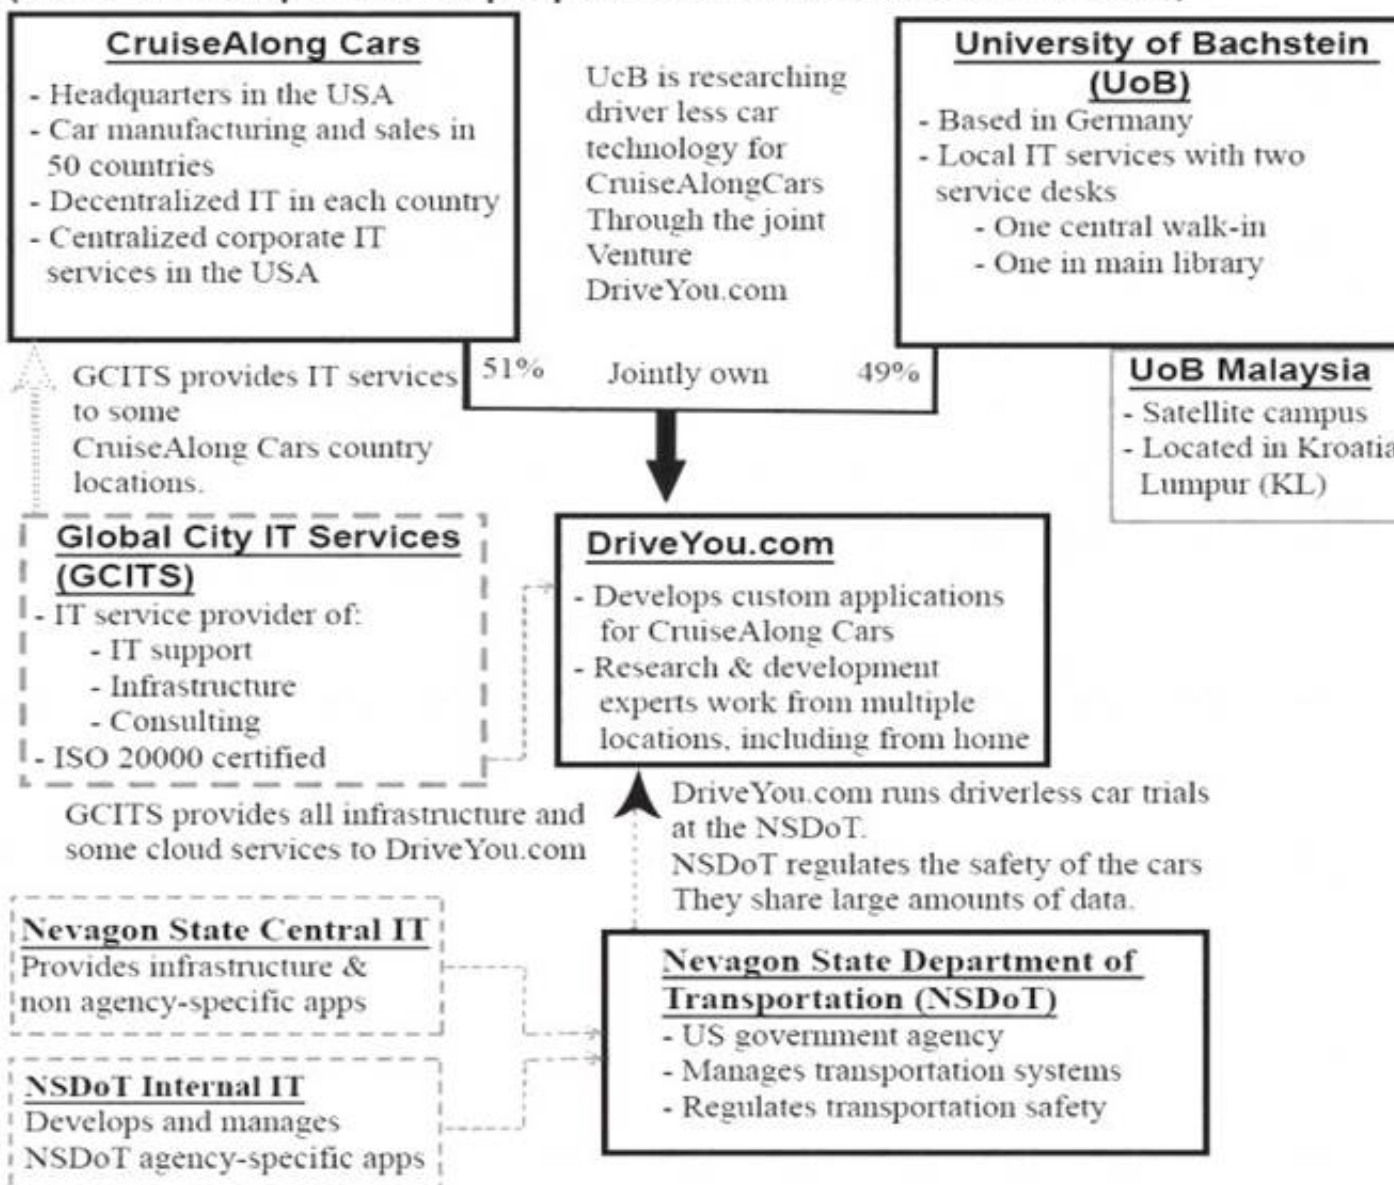 CruiseAlong Cars
- Headquarters in the USA
- Car manufacturing and sales in
50 countries
- Decentralized IT in each country
- Centralized corporate IT
services in the USA
UcB is researching
driver less car
technology for
CruiseAlongCars
Through the joint
Venture
DriveYou.com
University of Bachstein
(UoB)
- Based in Germany
- Local IT services with two
service desks
- One central walk-in
- One in main library
51%
Jointly own
49%
UoB Malaysia
- Satellite campus
- Located in Kroatia
Lumpur (KL)
GCITS provides IT services
to some
CruiseAlong Cars country
locations.
Global City IT Services
(GCITS)
- IT service provider of:
- IT support
- Infrastructure
- Consulting
- ISO 20000 certified
DriveYou.com
- Develops custom applications
for CruiseAlong Cars
- Research & development
experts work from multiple
locations, including from home
GCITS provides all infrastructure and
some cloud services to DriveYou.com
DriveYou.com runs driverless car trials
at the NSDoT.
NSDoT regulates the safety of the cars
They share large amounts of data.
Nevagon State Central IT
Provides infrastructure &
non agency-specific apps
NSDoT Internal IT
Develops and manages
NSDoT agency-specific apps
Nevagon State Department of
Transportation (NSDoT)
- US government agency
- Manages transportation systems
- Regulates transportation safety